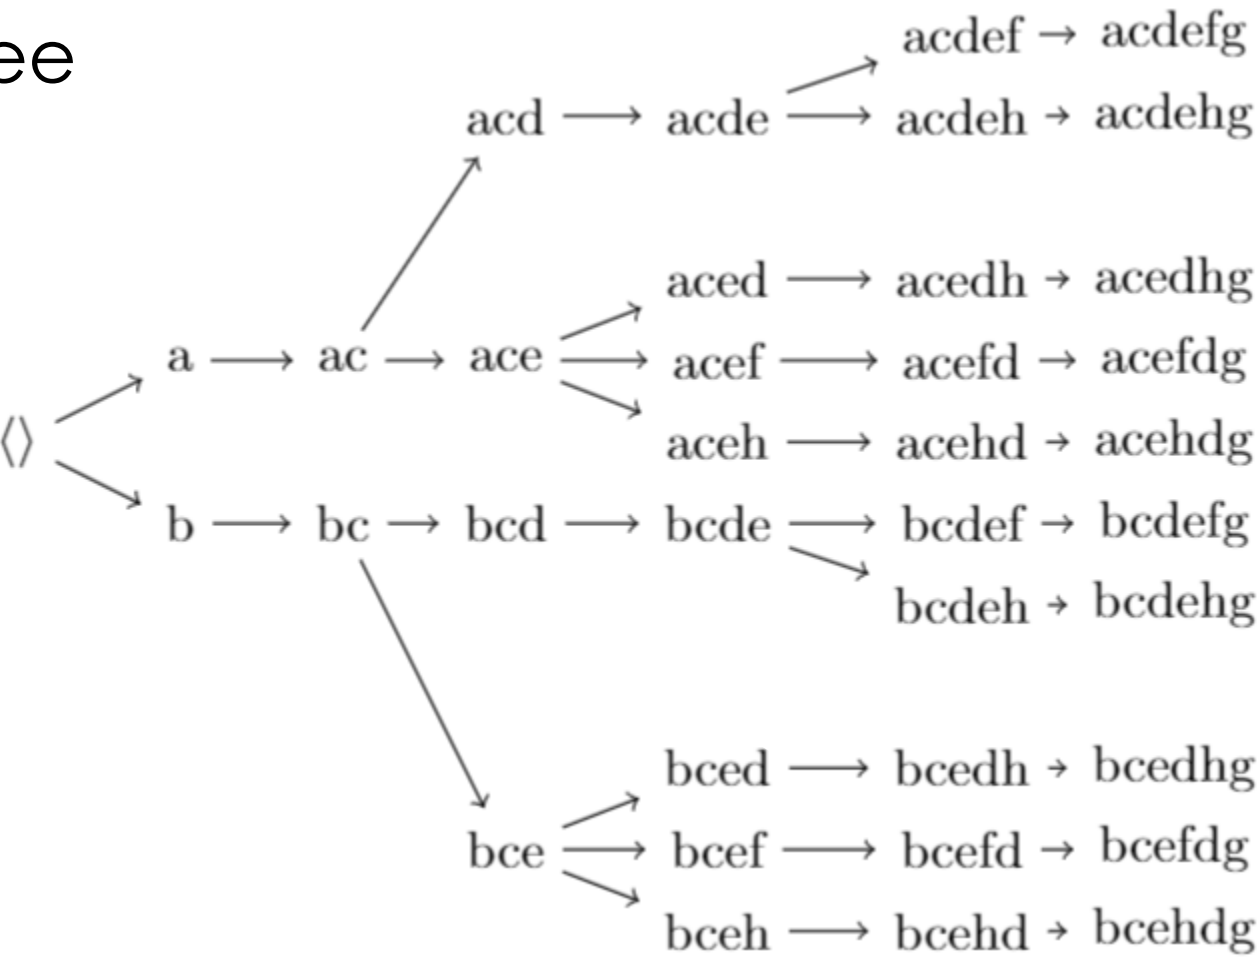 ee
acdef → acdefg
acd → acde → acdeh → acdehg
aced → acedh → acedhg
a → ac → ace → acef → acefd → acefdg
⟨⟩
aceh → acehd → acehdg
b → bc → bcd → bcde → bcdef → bcdefg
bcdeh → bcdehg
bced → bcedh → bcedhg
bce → bcef → bcefd → bcefdg
bceh → bcehd → bcehdg